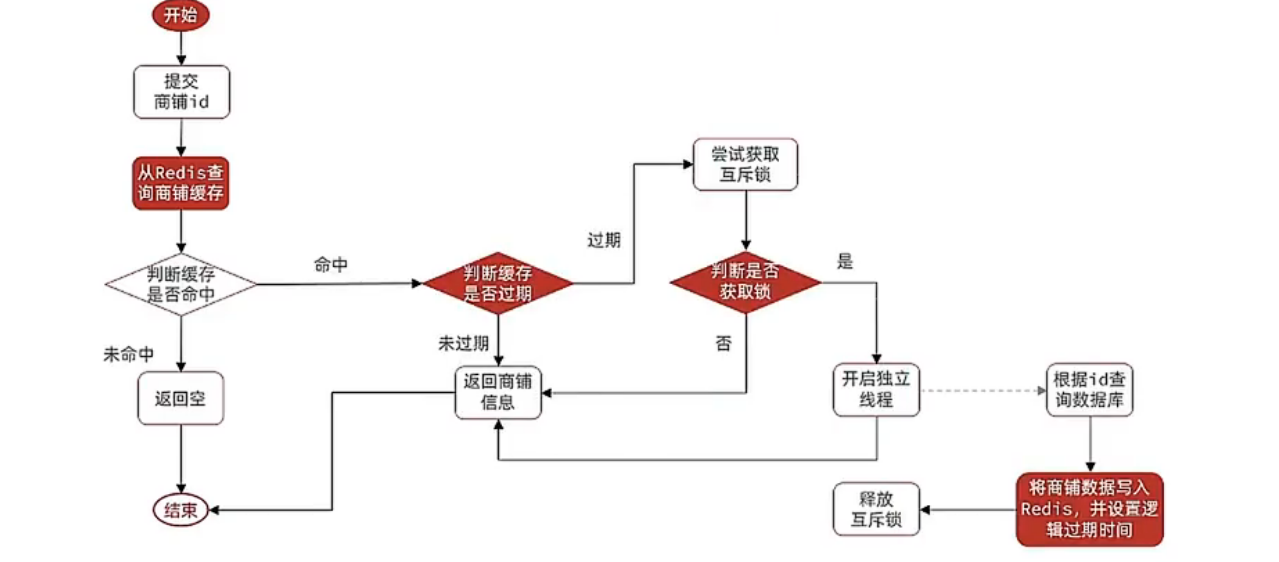 开始
提交
商铺id
从Redis查
询商铺缓存
判断缓存
是否命中
命中
未命中
返回空
结束
判断缓存
是否过期
过期
未过期
返回商铺
信息
尝试获取
互斥锁
判断是否
获取锁
是
否
开启独立
线程
根据id查
询数据库
将商铺数据写入
Redis，并设置逻
辑过期时间
释放
互斥锁